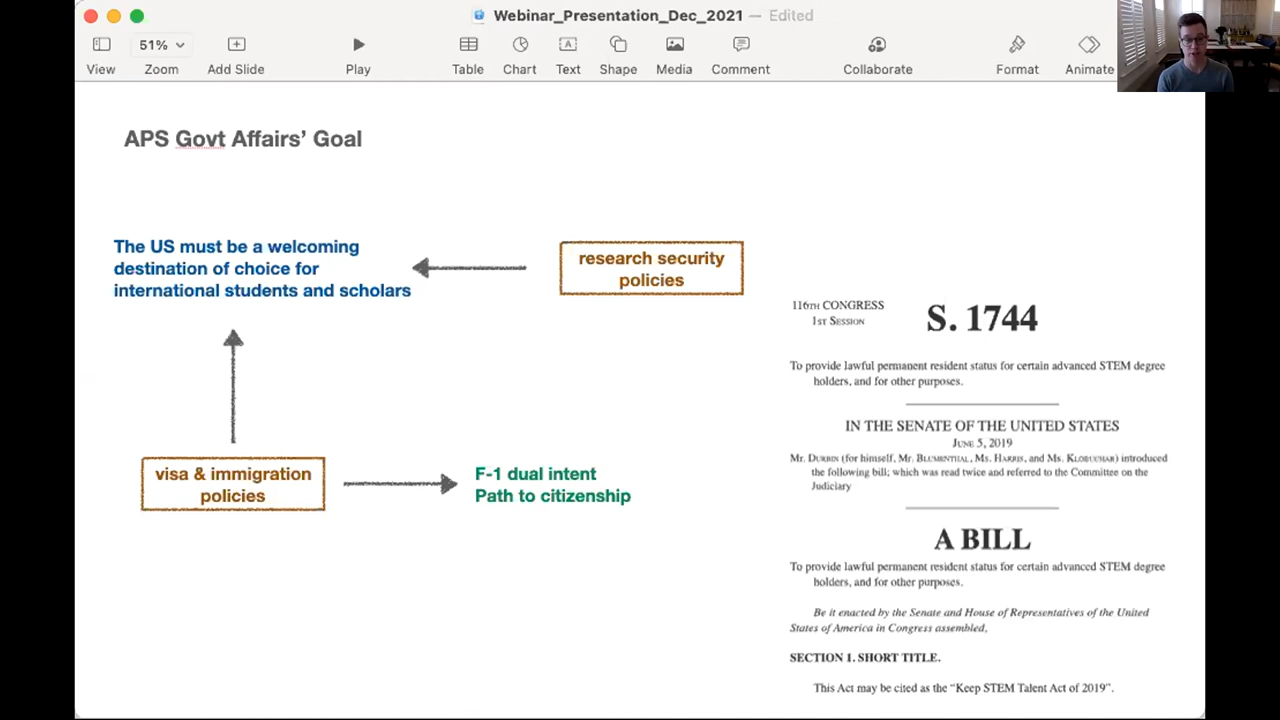 Webinar_Presentation_Dec_2021 — Edited
51%
View
Zoom
Add Slide
Play
Table
Chart
Text
Shape
Media
Comment
Collaborate
Format
Animate
APS Govt Affairs’ Goal
The US must be a welcoming
destination of choice for
international students and scholars
research security
policies
visa & immigration
policies
F-1 dual intent
Path to citizenship
116TH CONGRESS
1ST SESSION
S. 1744
To provide lawful permanent resident status for certain advanced STEM degree
holders, and for other purposes.
IN THE SENATE OF THE UNITED STATES
JUNE 5, 2019
Mr. DURBIN (for himself, Mr. BLUMENTHAL, Ms. HARRIS, and Ms. KLOBUCHAR) introduced
the following bill; which was read twice and referred to the Committee on the
Judiciary
A BILL
To provide lawful permanent resident status for certain advanced STEM degree
holders, and for other purposes.
Be it enacted by the Senate and House of Representatives of the United
States of America in Congress assembled,
SECTION 1. SHORT TITLE.
This Act may be cited as the “Keep STEM Talent Act of 2019”.